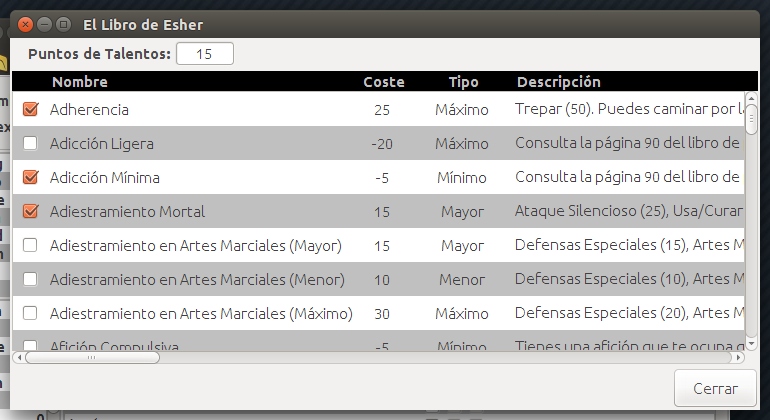 El Libro de Esher
Puntos de Talentos: 15
Nombre Coste Tipo Descripción
Adherencia 25 Máximo Trepar (50). Puedes caminar por
Adicción Ligera -20 Máximo Consulta la página 90 del libro de
Adicción Mínima -5 Mínimo Consulta la página 90 del libro de
Adiestramiento Mortal 15 Mayor Ataque Silencioso (25), Usa/Curar
Adiestramiento en Artes Marciales (Mayor) 15 Mayor Defensas Especiales (15), Artes M
Adiestramiento en Artes Marciales (Menor) 10 Menor Defensas Especiales (10), Artes M
Adiestramiento en Artes Marciales (Máximo) 30 Máximo Defensas Especiales (20), Artes M
Afición Compulsiva -5 Mínimo Tienes una afición que te ocupa
Cerrar